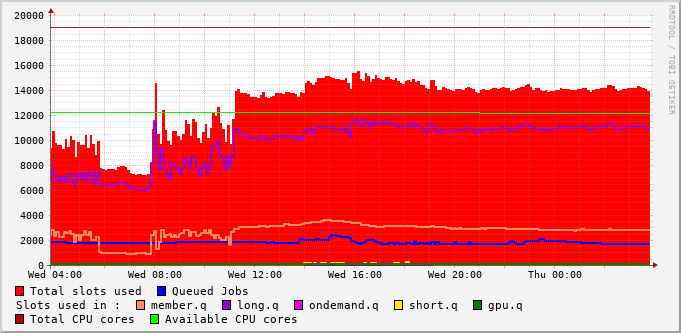 20000
18000
16000
14000
12000
10000
8000
6000
4000
2000
0
Wed 04:00 Wed 08:00 Wed 12:00 Wed 16:00 Wed 20:00 Thu 00:00
RRDTOOL / TOBI OETIKER
Total slots used Queued Jobs
Slots used in : member.q long.q ondemand.q short.q gpu.q
Total CPU cores Available CPU cores